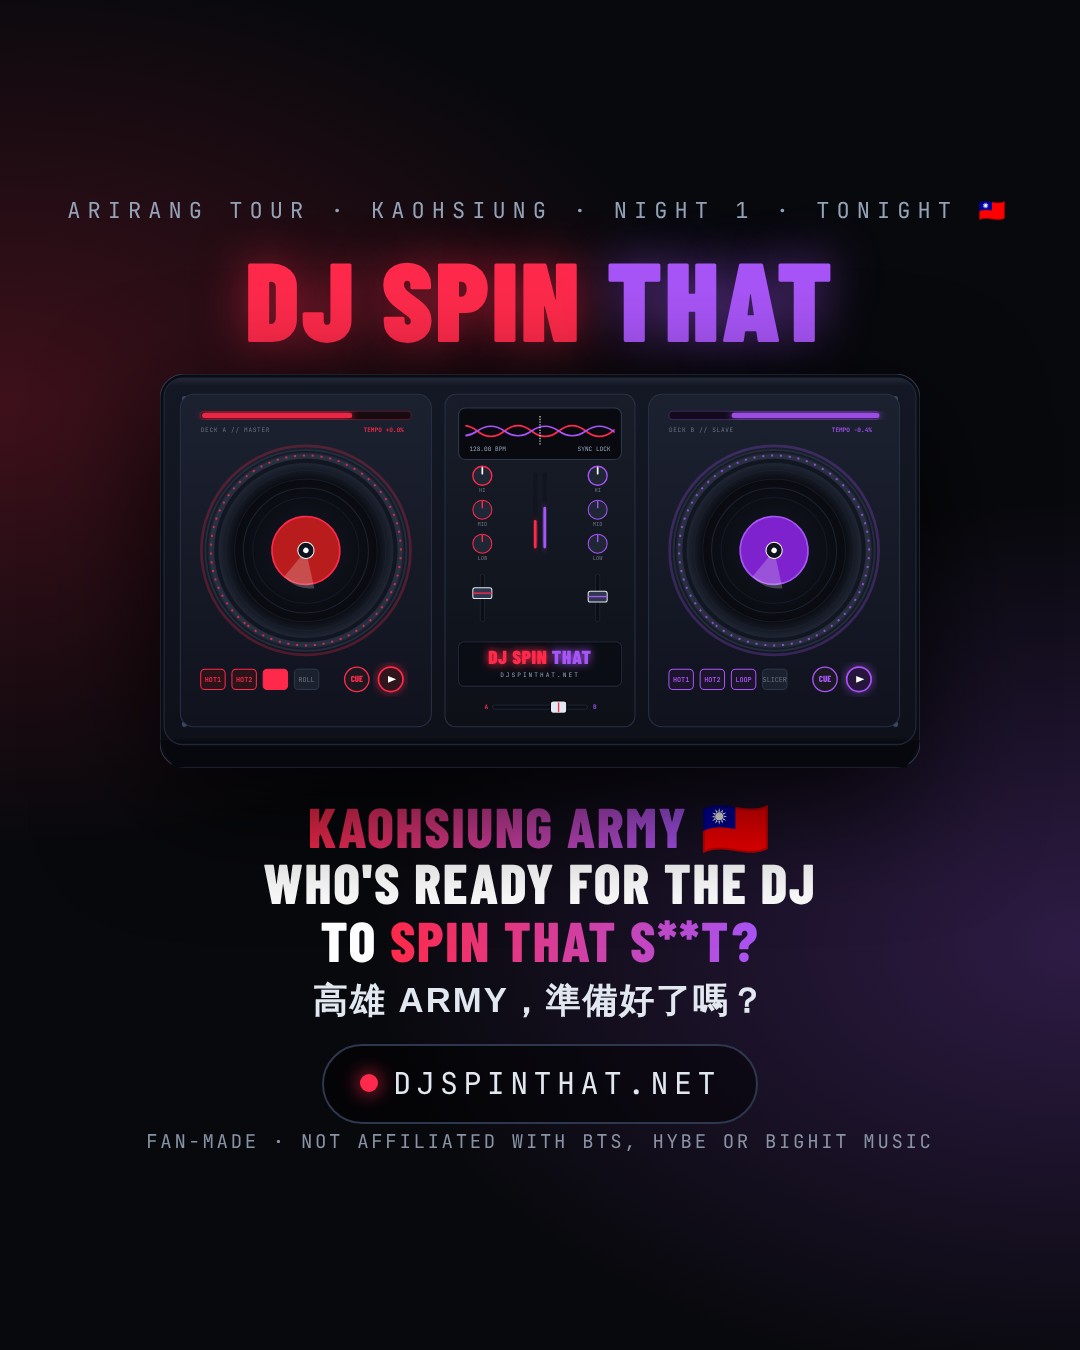 ARIRANG TOUR · KAOHSIUNG · NIGHT 1 · TONIGHT 🇹🇼
DJ SPIN THAT
DECK A // MASTER TEMPO +0.0%
128.00 BPM SYNC LOCK
DECK B // SLAVE TEMPO -0.4%
HI HI
MID MID
LOW LOW
DJ SPIN THAT
DJSPINTHAT.NET
HOT1 HOT2 ROLL CUE
A B
HOT1 HOT2 LOOP SLICER CUE
KAOHSIUNG ARMY 🇹🇼
WHO'S READY FOR THE DJ
TO SPIN THAT S**T?
高雄 ARMY，準備好了嗎？
DJSPINTHAT.NET
FAN-MADE · NOT AFFILIATED WITH BTS, HYBE OR BIGHIT MUSIC